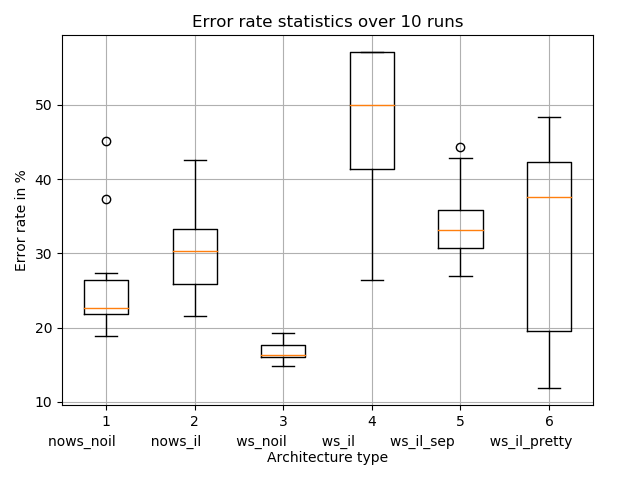 Error rate statistics over 10 runs
Error rate in %
50
40
30
20
10
1 2 3 4 5 6
nows_noil nows_il ws_noil ws_il ws_il_sep ws_il_pretty
Architecture type